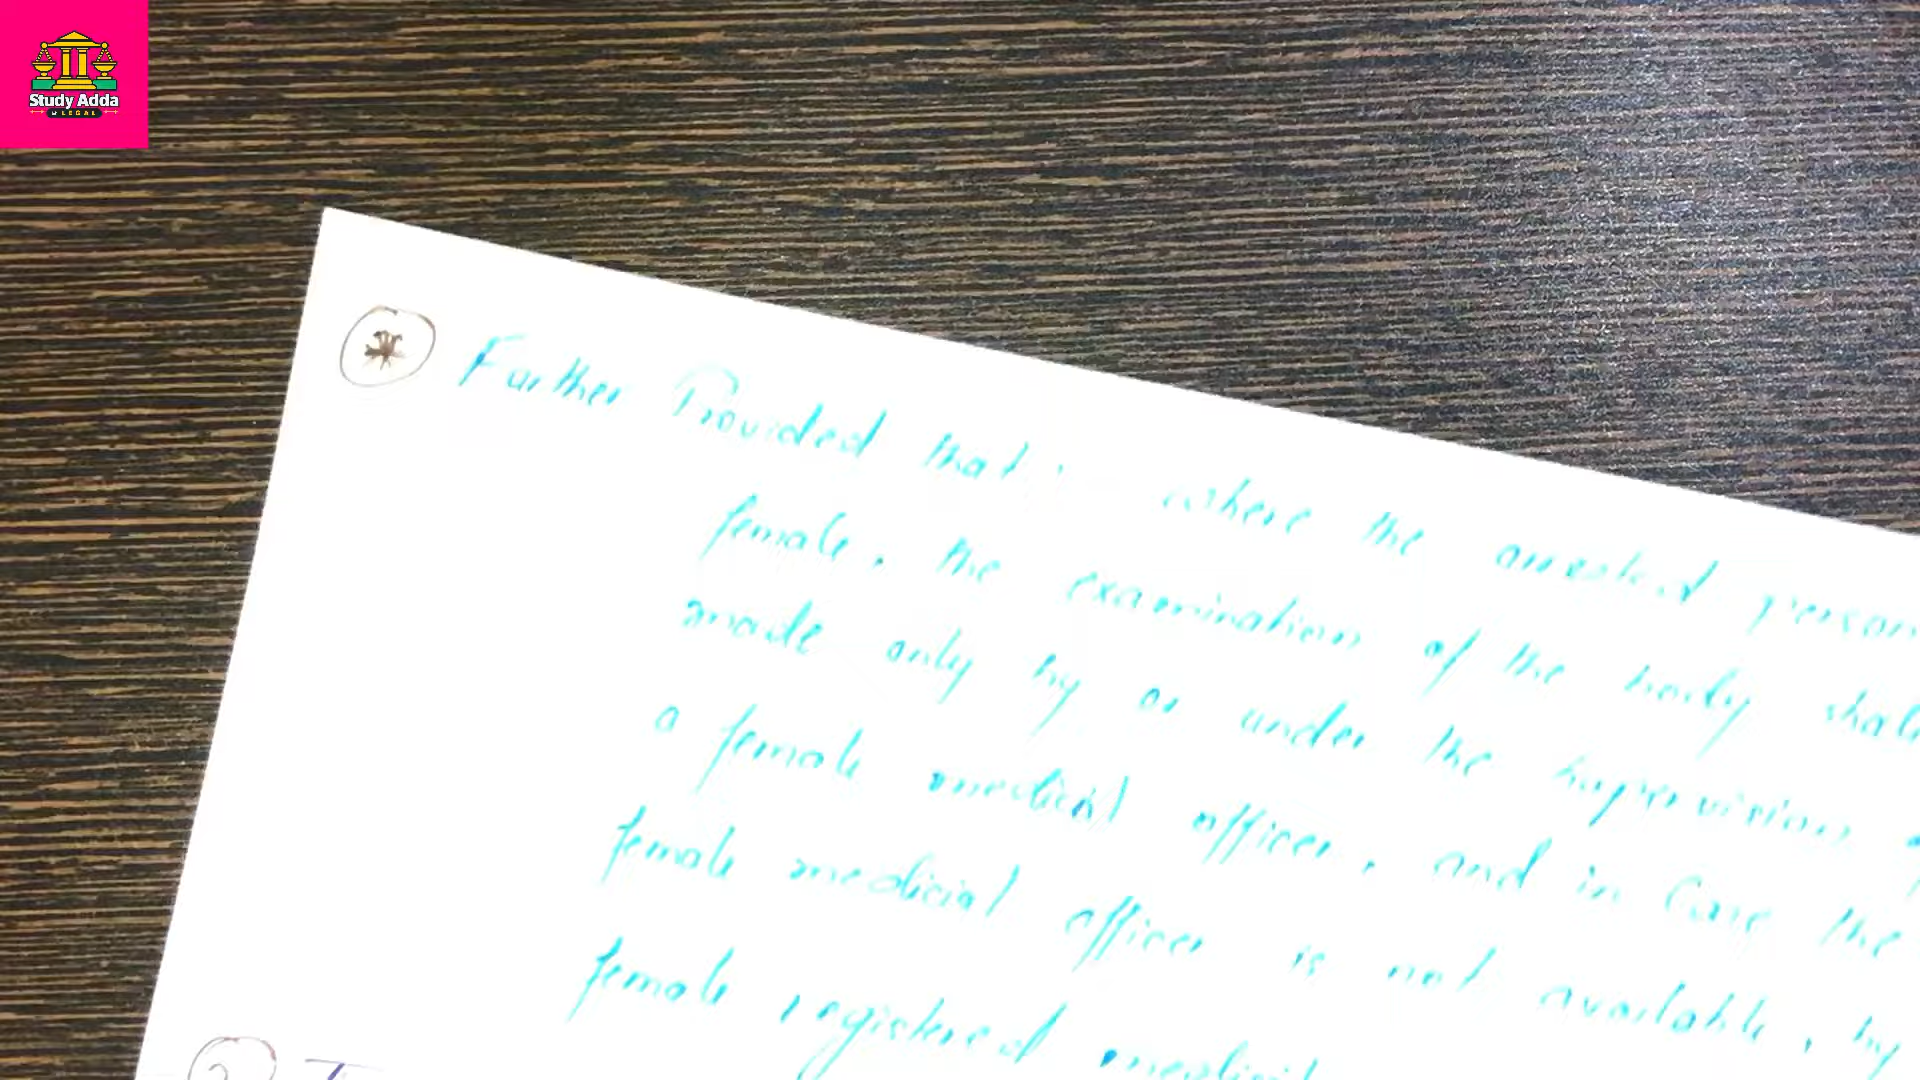 Study Adda
LEGAL
Further Provided that :- where the arrested person
female, the examination of the body shall
made only by or under the supervision
a female medical officer, and in Case the
female medicial officer is not available, by
female registered
2